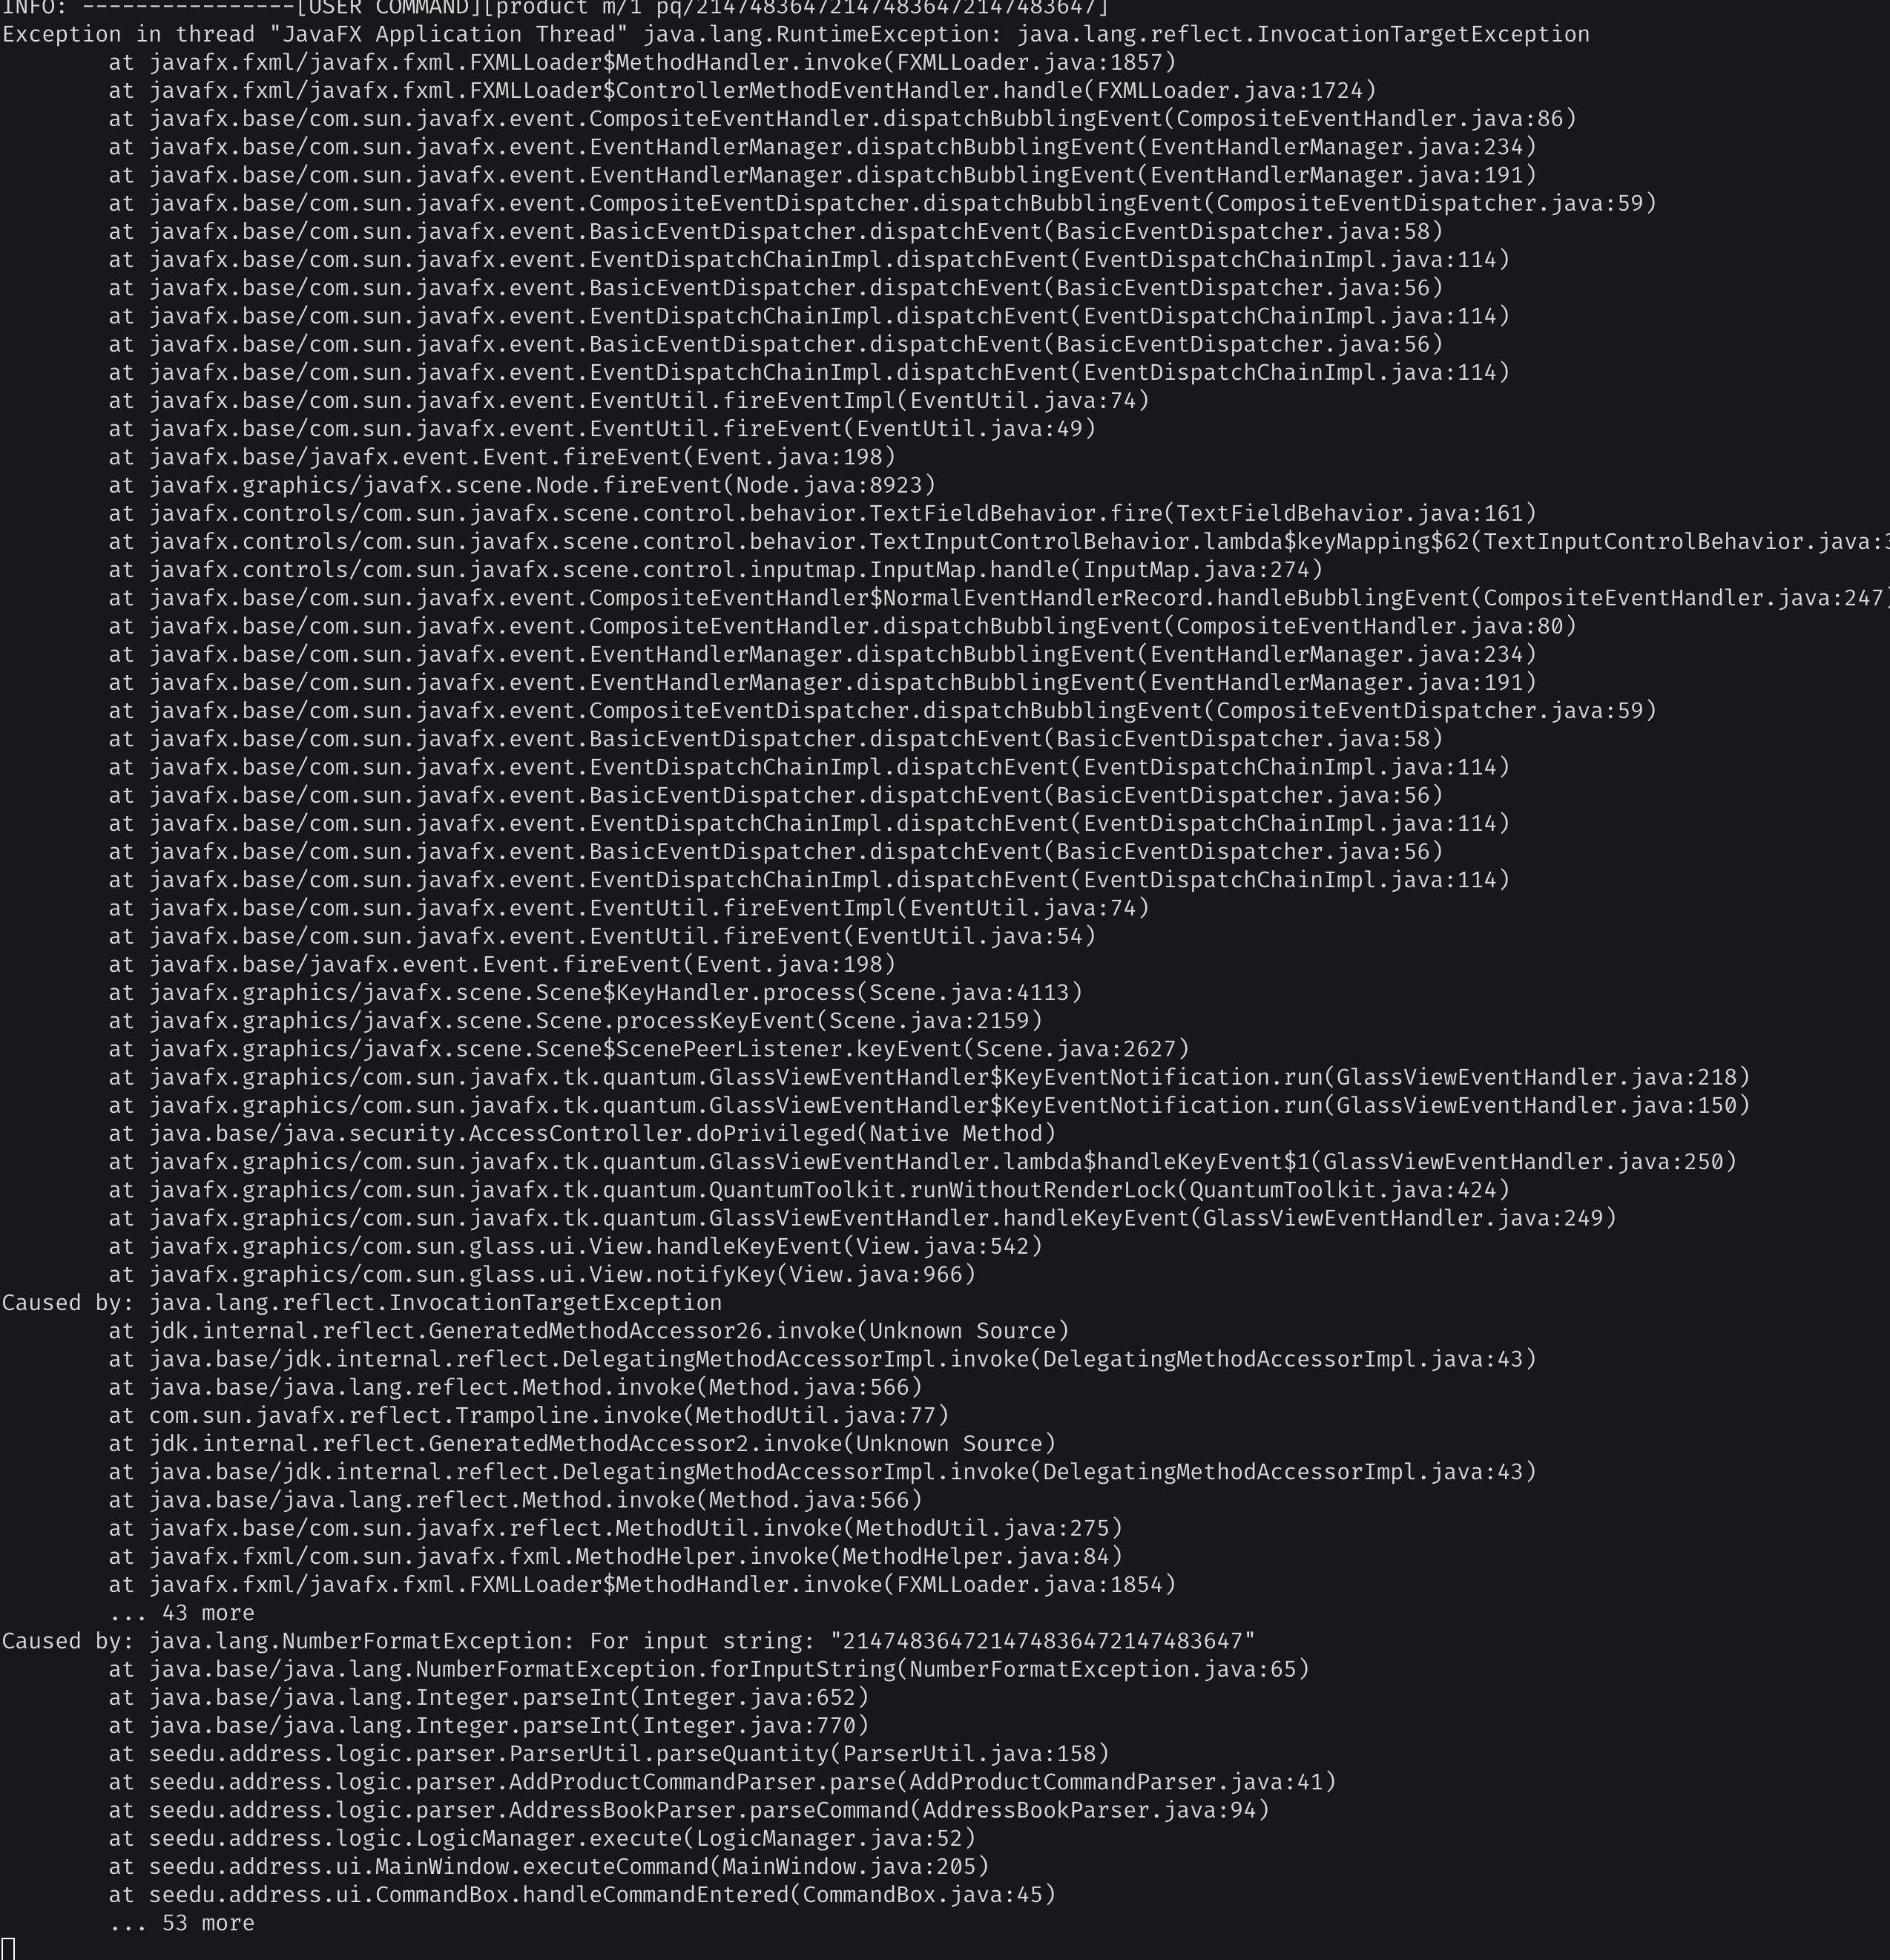 INFO: ----------------[USER COMMAND][product m/1 pq/214748364721474836472147483647]
Exception in thread "JavaFX Application Thread" java.lang.RuntimeException: java.lang.reflect.InvocationTargetException
at javafx.fxml/javafx.fxml.FXMLLoader$MethodHandler.invoke(FXMLLoader.java:1857)
at javafx.fxml/javafx.fxml.FXMLLoader$ControllerMethodEventHandler.handle(FXMLLoader.java:1724)
at javafx.base/com.sun.javafx.event.CompositeEventHandler.dispatchBubblingEvent(CompositeEventHandler.java:86)
at javafx.base/com.sun.javafx.event.EventHandlerManager.dispatchBubblingEvent(EventHandlerManager.java:234)
at javafx.base/com.sun.javafx.event.EventHandlerManager.dispatchBubblingEvent(EventHandlerManager.java:191)
at javafx.base/com.sun.javafx.event.CompositeEventDispatcher.dispatchBubblingEvent(CompositeEventDispatcher.java:59)
at javafx.base/com.sun.javafx.event.BasicEventDispatcher.dispatchEvent(BasicEventDispatcher.java:58)
at javafx.base/com.sun.javafx.event.EventDispatchChainImpl.dispatchEvent(EventDispatchChainImpl.java:114)
at javafx.base/com.sun.javafx.event.BasicEventDispatcher.dispatchEvent(BasicEventDispatcher.java:56)
at javafx.base/com.sun.javafx.event.EventDispatchChainImpl.dispatchEvent(EventDispatchChainImpl.java:114)
at javafx.base/com.sun.javafx.event.BasicEventDispatcher.dispatchEvent(BasicEventDispatcher.java:56)
at javafx.base/com.sun.javafx.event.EventDispatchChainImpl.dispatchEvent(EventDispatchChainImpl.java:114)
at javafx.base/com.sun.javafx.event.EventUtil.fireEventImpl(EventUtil.java:74)
at javafx.base/com.sun.javafx.event.EventUtil.fireEvent(EventUtil.java:49)
at javafx.base/javafx.event.Event.fireEvent(Event.java:198)
at javafx.graphics/javafx.scene.Node.fireEvent(Node.java:8923)
at javafx.controls/com.sun.javafx.scene.control.behavior.TextFieldBehavior.fire(TextFieldBehavior.java:161)
at javafx.controls/com.sun.javafx.scene.control.behavior.TextInputControlBehavior.lambda$keyMapping$62(TextInputControlBehavior.java:3
at javafx.controls/com.sun.javafx.scene.control.inputmap.InputMap.handle(InputMap.java:274)
at javafx.base/com.sun.javafx.event.CompositeEventHandler$NormalEventHandlerRecord.handleBubblingEvent(CompositeEventHandler.java:247)
at javafx.base/com.sun.javafx.event.CompositeEventHandler.dispatchBubblingEvent(CompositeEventHandler.java:80)
at javafx.base/com.sun.javafx.event.EventHandlerManager.dispatchBubblingEvent(EventHandlerManager.java:234)
at javafx.base/com.sun.javafx.event.EventHandlerManager.dispatchBubblingEvent(EventHandlerManager.java:191)
at javafx.base/com.sun.javafx.event.CompositeEventDispatcher.dispatchBubblingEvent(CompositeEventDispatcher.java:59)
at javafx.base/com.sun.javafx.event.BasicEventDispatcher.dispatchEvent(BasicEventDispatcher.java:58)
at javafx.base/com.sun.javafx.event.EventDispatchChainImpl.dispatchEvent(EventDispatchChainImpl.java:114)
at javafx.base/com.sun.javafx.event.BasicEventDispatcher.dispatchEvent(BasicEventDispatcher.java:56)
at javafx.base/com.sun.javafx.event.EventDispatchChainImpl.dispatchEvent(EventDispatchChainImpl.java:114)
at javafx.base/com.sun.javafx.event.BasicEventDispatcher.dispatchEvent(BasicEventDispatcher.java:56)
at javafx.base/com.sun.javafx.event.EventDispatchChainImpl.dispatchEvent(EventDispatchChainImpl.java:114)
at javafx.base/com.sun.javafx.event.EventUtil.fireEventImpl(EventUtil.java:74)
at javafx.base/com.sun.javafx.event.EventUtil.fireEvent(EventUtil.java:54)
at javafx.base/javafx.event.Event.fireEvent(Event.java:198)
at javafx.graphics/javafx.scene.Scene$KeyHandler.process(Scene.java:4113)
at javafx.graphics/javafx.scene.Scene.processKeyEvent(Scene.java:2159)
at javafx.graphics/javafx.scene.Scene$ScenePeerListener.keyEvent(Scene.java:2627)
at javafx.graphics/com.sun.javafx.tk.quantum.GlassViewEventHandler$KeyEventNotification.run(GlassViewEventHandler.java:218)
at javafx.graphics/com.sun.javafx.tk.quantum.GlassViewEventHandler$KeyEventNotification.run(GlassViewEventHandler.java:150)
at java.base/java.security.AccessController.doPrivileged(Native Method)
at javafx.graphics/com.sun.javafx.tk.quantum.GlassViewEventHandler.lambda$handleKeyEvent$1(GlassViewEventHandler.java:250)
at javafx.graphics/com.sun.javafx.tk.quantum.QuantumToolkit.runWithoutRenderLock(QuantumToolkit.java:424)
at javafx.graphics/com.sun.javafx.tk.quantum.GlassViewEventHandler.handleKeyEvent(GlassViewEventHandler.java:249)
at javafx.graphics/com.sun.glass.ui.View.handleKeyEvent(View.java:542)
at javafx.graphics/com.sun.glass.ui.View.notifyKey(View.java:966)
Caused by: java.lang.reflect.InvocationTargetException
at jdk.internal.reflect.GeneratedMethodAccessor26.invoke(Unknown Source)
at java.base/jdk.internal.reflect.DelegatingMethodAccessorImpl.invoke(DelegatingMethodAccessorImpl.java:43)
at java.base/java.lang.reflect.Method.invoke(Method.java:566)
at com.sun.javafx.reflect.Trampoline.invoke(MethodUtil.java:77)
at jdk.internal.reflect.GeneratedMethodAccessor2.invoke(Unknown Source)
at java.base/jdk.internal.reflect.DelegatingMethodAccessorImpl.invoke(DelegatingMethodAccessorImpl.java:43)
at java.base/java.lang.reflect.Method.invoke(Method.java:566)
at javafx.base/com.sun.javafx.reflect.MethodUtil.invoke(MethodUtil.java:275)
at javafx.fxml/com.sun.javafx.fxml.MethodHelper.invoke(MethodHelper.java:84)
at javafx.fxml/javafx.fxml.FXMLLoader$MethodHandler.invoke(FXMLLoader.java:1854)
... 43 more
Caused by: java.lang.NumberFormatException: For input string: "214748364721474836472147483647"
at java.base/java.lang.NumberFormatException.forInputString(NumberFormatException.java:65)
at java.base/java.lang.Integer.parseInt(Integer.java:652)
at java.base/java.lang.Integer.parseInt(Integer.java:770)
at seedu.address.logic.parser.ParserUtil.parseQuantity(ParserUtil.java:158)
at seedu.address.logic.parser.AddProductCommandParser.parse(AddProductCommandParser.java:41)
at seedu.address.logic.parser.AddressBookParser.parseCommand(AddressBookParser.java:94)
at seedu.address.logic.LogicManager.execute(LogicManager.java:52)
at seedu.address.ui.MainWindow.executeCommand(MainWindow.java:205)
at seedu.address.ui.CommandBox.handleCommandEntered(CommandBox.java:45)
... 53 more